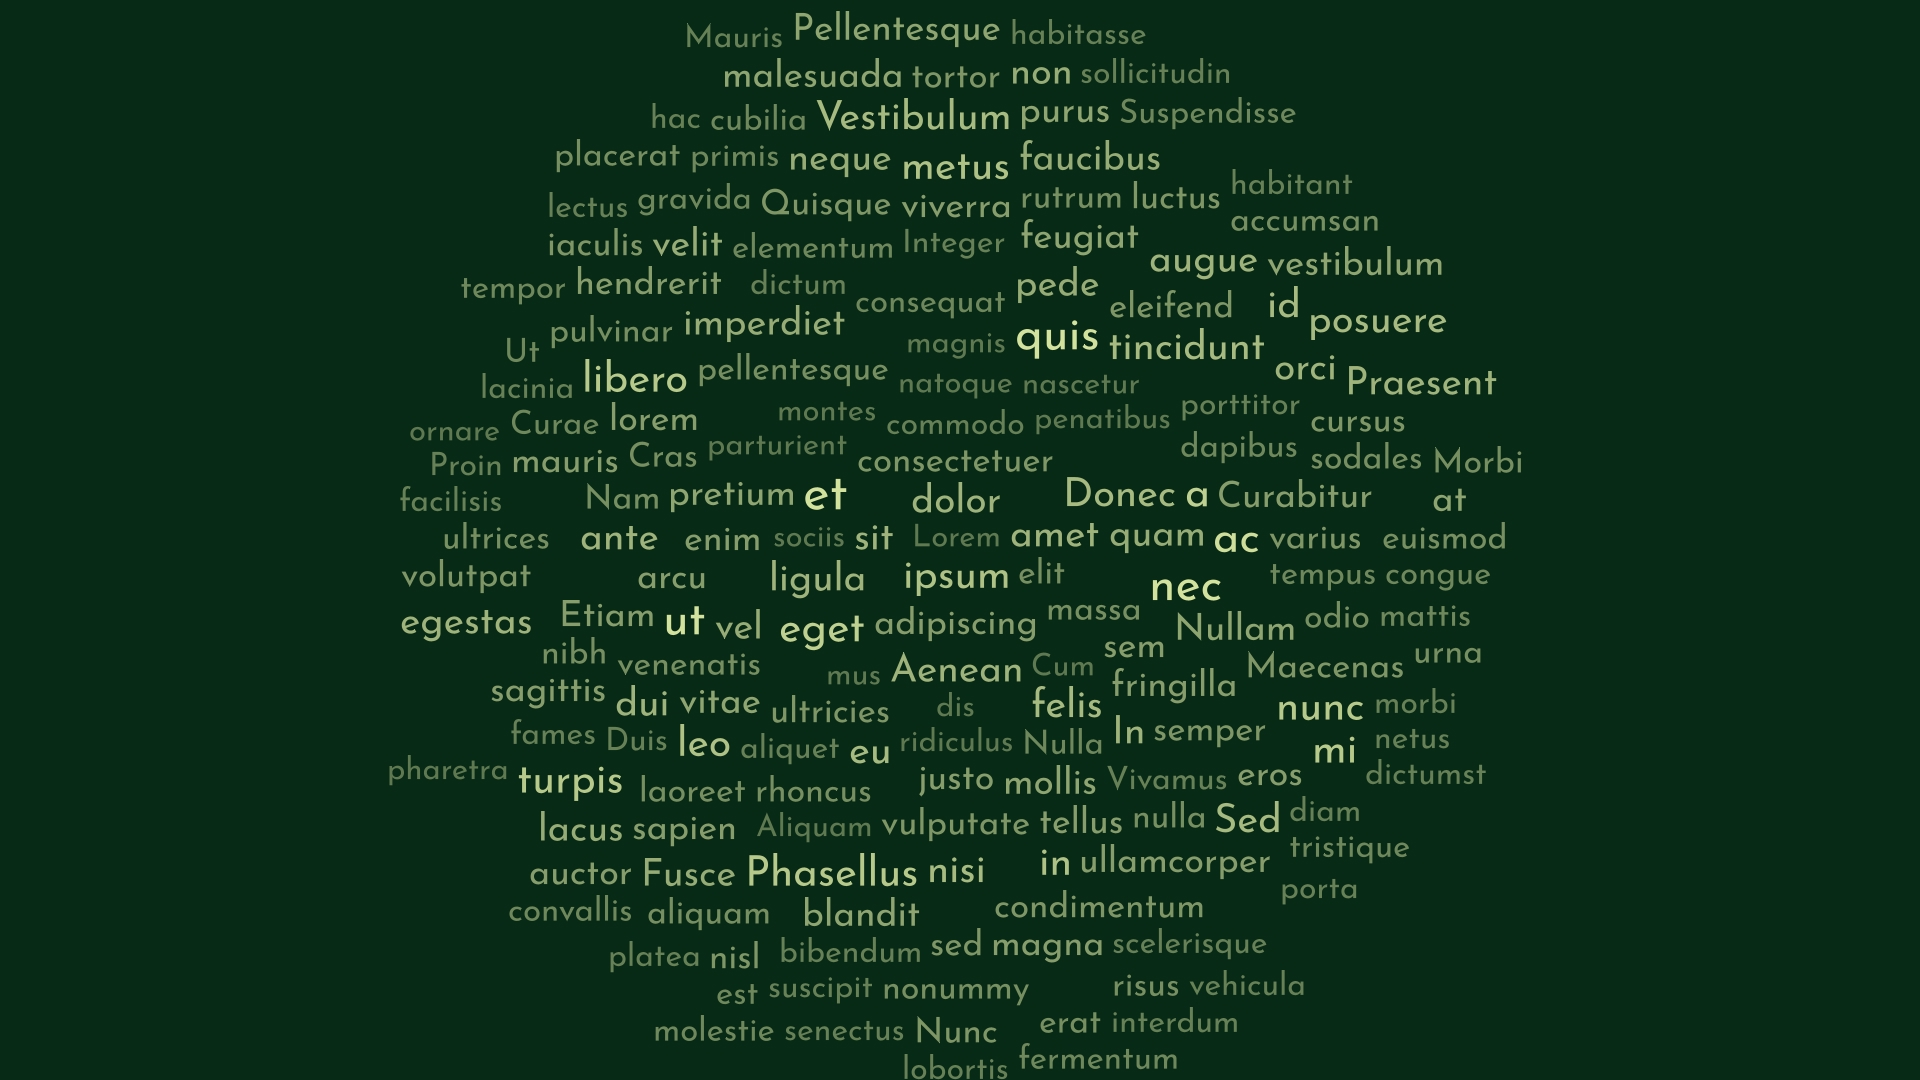 Mauris Pellentesque habitasse
malesuada tortor non sollicitudin
hac cubilia Vestibulum purus Suspendisse
placerat primis neque metus faucibus
lectus gravida Quisque viverra rutrum luctus habitant
accumsan
iaculis velit elementum Integer feugiat
augue vestibulum
tempor hendrerit dictum consequat pede eleifend id posuere
Ut pulvinar imperdiet magnis quis tincidunt
lacinia libero pellentesque natoque nascetur orci Praesent
ornare Curae lorem montes commodo penatibus porttitor cursus
Proin mauris Cras parturient consectetuer dapibus sodales Morbi
facilisis Nam pretium et dolor Donec a Curabitur at
ultrices ante enim sociis sit Lorem amet quam ac varius euismod
volutpat arcu ligula ipsum elit nec tempus congue
egestas Etiam ut vel eget adipiscing massa Nullam odio mattis
nibh venenatis mus Aenean Cum sem Maecenas urna
sagittis dui vitae ultricies dis felis fringilla nunc morbi
fames Duis leo aliquet eu ridiculus Nulla In semper mi netus
pharetra turpis laoreet rhoncus justo mollis Vivamus eros dictumst
lacus sapien Aliquam vulputate tellus nulla Sed diam
tristique
auctor Fusce Phasellus nisi in ullamcorper
porta
convallis aliquam blandit condimentum
platea nisl bibendum sed magna scelerisque
est suscipit nonummy risus vehicula
molestie senectus Nunc erat interdum
lobortis fermentum